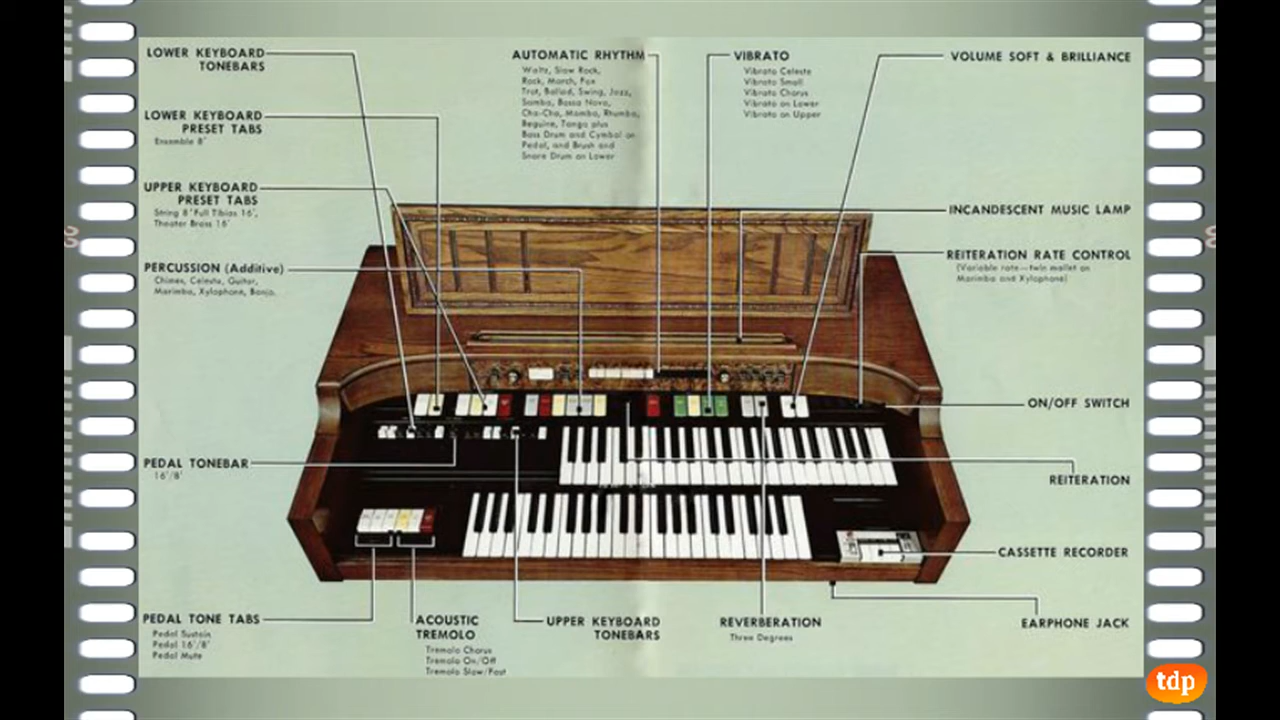 LOWER KEYBOARD
TONEBARS
LOWER KEYBOARD
PRESET TABS
Ensemble 8'
UPPER KEYBOARD
PRESET TABS
String 8' Full Tibias 16',
Theater Brass 16'
PERCUSSION (Additive)
Chimes, Celeste, Guitar,
Marimba, Xylophone, Banjo.
PEDAL TONEBAR
16'/8'
PEDAL TONE TABS
Pedal Sustain
Pedal 16'/8'
Pedal Mute
ACOUSTIC
TREMOLO
Tremolo Chorus
Tremolo On/Off
Tremolo Slow/Fast
UPPER KEYBOARD
TONEBARS
AUTOMATIC RHYTHM
Waltz, Slow Rock,
Rock, March, Fox
Trot, Ballad, Swing, Jazz,
Samba, Bossa Nova,
Cha-Cha, Mambo, Rhumba,
Beguine, Tango plus
Bass Drum and Cymbal on
Pedal, and Brush and
Snare Drum on Lower
VIBRATO
Vibrato Celeste
Vibrato Small
Vibrato Chorus
Vibrato on Lower
Vibrato on Upper
VOLUME SOFT & BRILLIANCE
INCANDESCENT MUSIC LAMP
REITERATION RATE CONTROL
(Variable rate—twin mallet on
Marimba and Xylophone)
ON/OFF SWITCH
REITERATION
CASSETTE RECORDER
REVERBERATION
Three Degrees
EARPHONE JACK
tdp